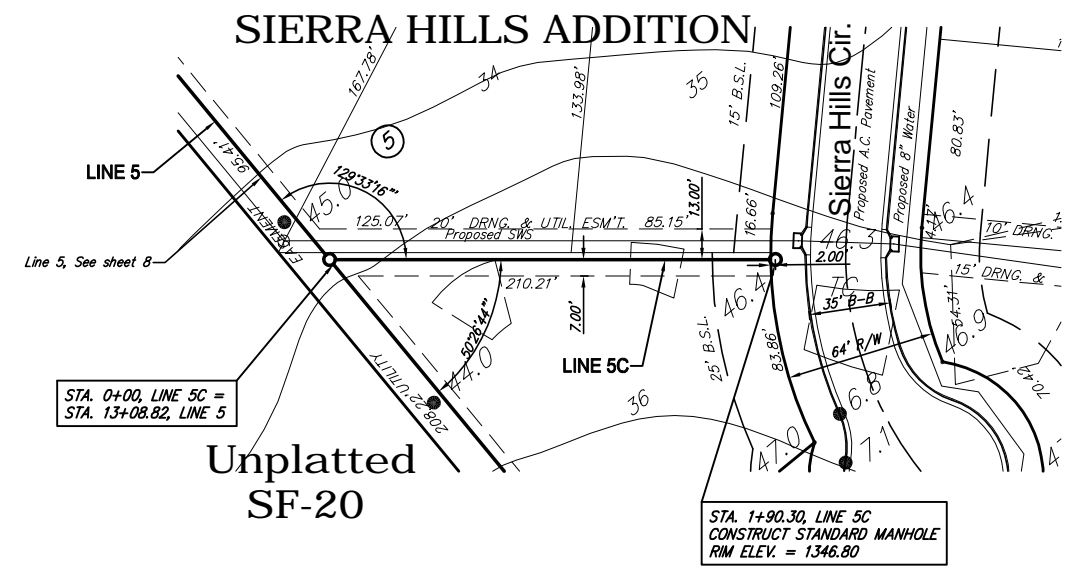 SIERRA HILLS ADDITION
167.78'
34
133.98'
35
15' B.S.L.
109.26'
Sierra Hills Cir.
Proposed A.C. Pavement
Proposed 8" Water
80.83'
5
LINE 5
95.41'
129°33'16"
45.0
EASEMENT
125.07'
20' DRNG. & UTIL. ESM'T.
85.15'
Proposed SWS
13.00'
16.66'
46.3
46.4
10' DRNG.
Line 5, See sheet 8
2.00'
TC
15' DRNG. &
210.21'
7.00'
46.4
35' B-B
64.31'
50°26'44"
44.0
LINE 5C
25' B.S.L.
83.86'
64' R/W
46.9
70.42'
STA. 0+00, LINE 5C =
STA. 13+08.82, LINE 5
208.22'
UTILITY
36
6.8
7.1
47.0
Unplatted
SF-20
STA. 1+90.30, LINE 5C
CONSTRUCT STANDARD MANHOLE
RIM ELEV. = 1346.80